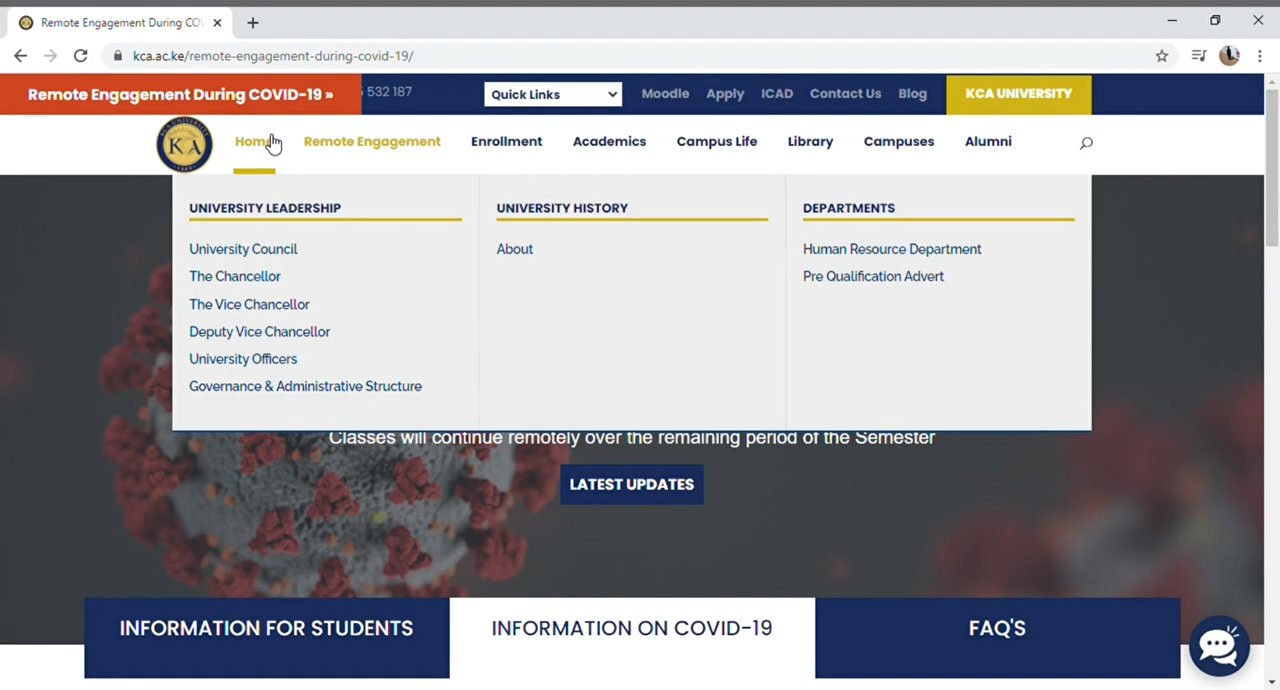 Remote Engagement During CO
kca.ac.ke/remote-engagement-during-covid-19/
Remote Engagement During COVID-19 »
532 187
Quick Links
Moodle
Apply
ICAD
Contact Us
Blog
KCA UNIVERSITY
KCA
Home
Remote Engagement
Enrollment
Academics
Campus Life
Library
Campuses
Alumni
UNIVERSITY LEADERSHIP
University Council
The Chancellor
The Vice Chancellor
Deputy Vice Chancellor
University Officers
Governance & Administrative Structure
UNIVERSITY HISTORY
About
DEPARTMENTS
Human Resource Department
Pre Qualification Advert
Classes will continue remotely over the remaining period of the Semester
LATEST UPDATES
INFORMATION FOR STUDENTS
INFORMATION ON COVID-19
FAQ'S